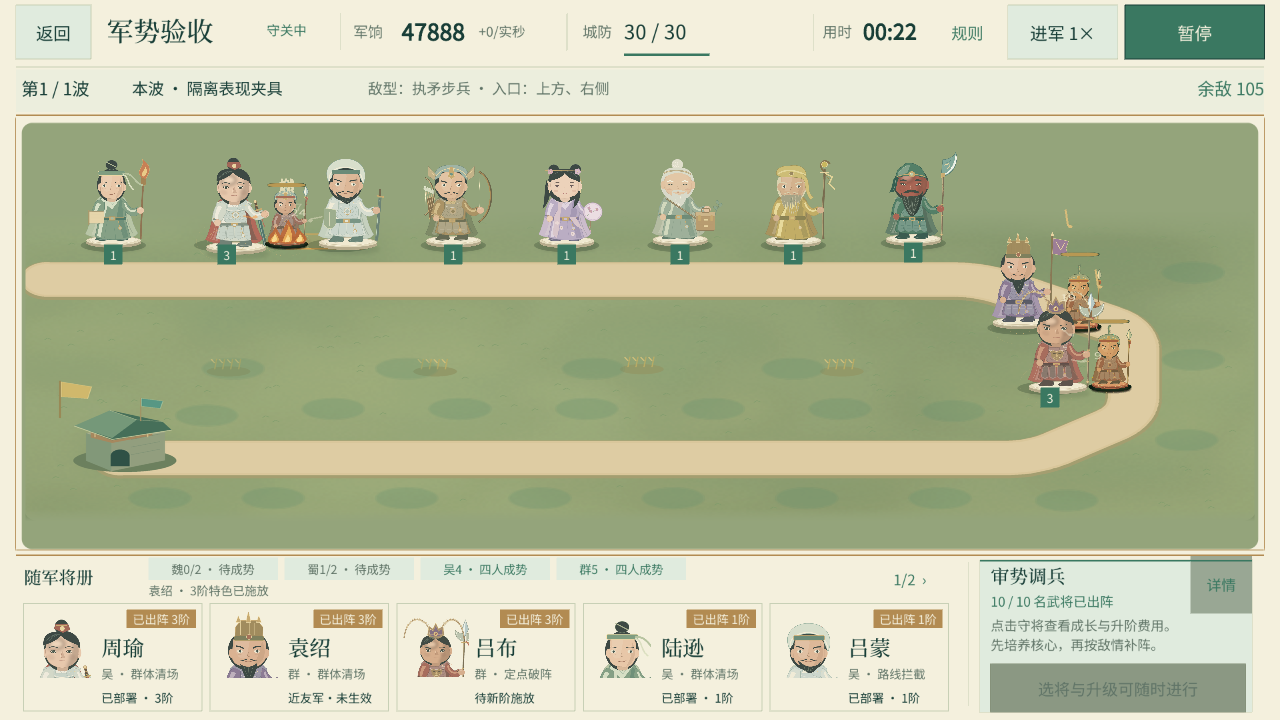 返回
军势验收
守关中
军饷 47888 +0/实秒
城防 30 / 30
用时 00:22
规则
进军 1×
暂停
第1 / 1波
本波 · 隔离表现夹具
敌型：执矛步兵 · 入口：上方、右侧
余敌 105
1
3
1
1
1
1
1
3
随军将册
魏0/2 · 待成势
蜀1/2 · 待成势
吴4 · 四人成势
群5 · 四人成势
袁绍 · 3阶特色已施放
1/2 ›
已出阵 3阶
周瑜
吴 · 群体清场
已部署 · 3阶
已出阵 3阶
袁绍
群 · 群体清场
近友军 · 未生效
已出阵 3阶
吕布
群 · 定点破阵
待新阶施放
已出阵 1阶
陆逊
吴 · 群体清场
已部署 · 1阶
已出阵 1阶
吕蒙
吴 · 路线拦截
已部署 · 1阶
审势调兵
详情
10 / 10 名武将已出阵
点击守将查看成长与升阶费用。
先培养核心，再按敌情补阵。
选将与升级可随时进行